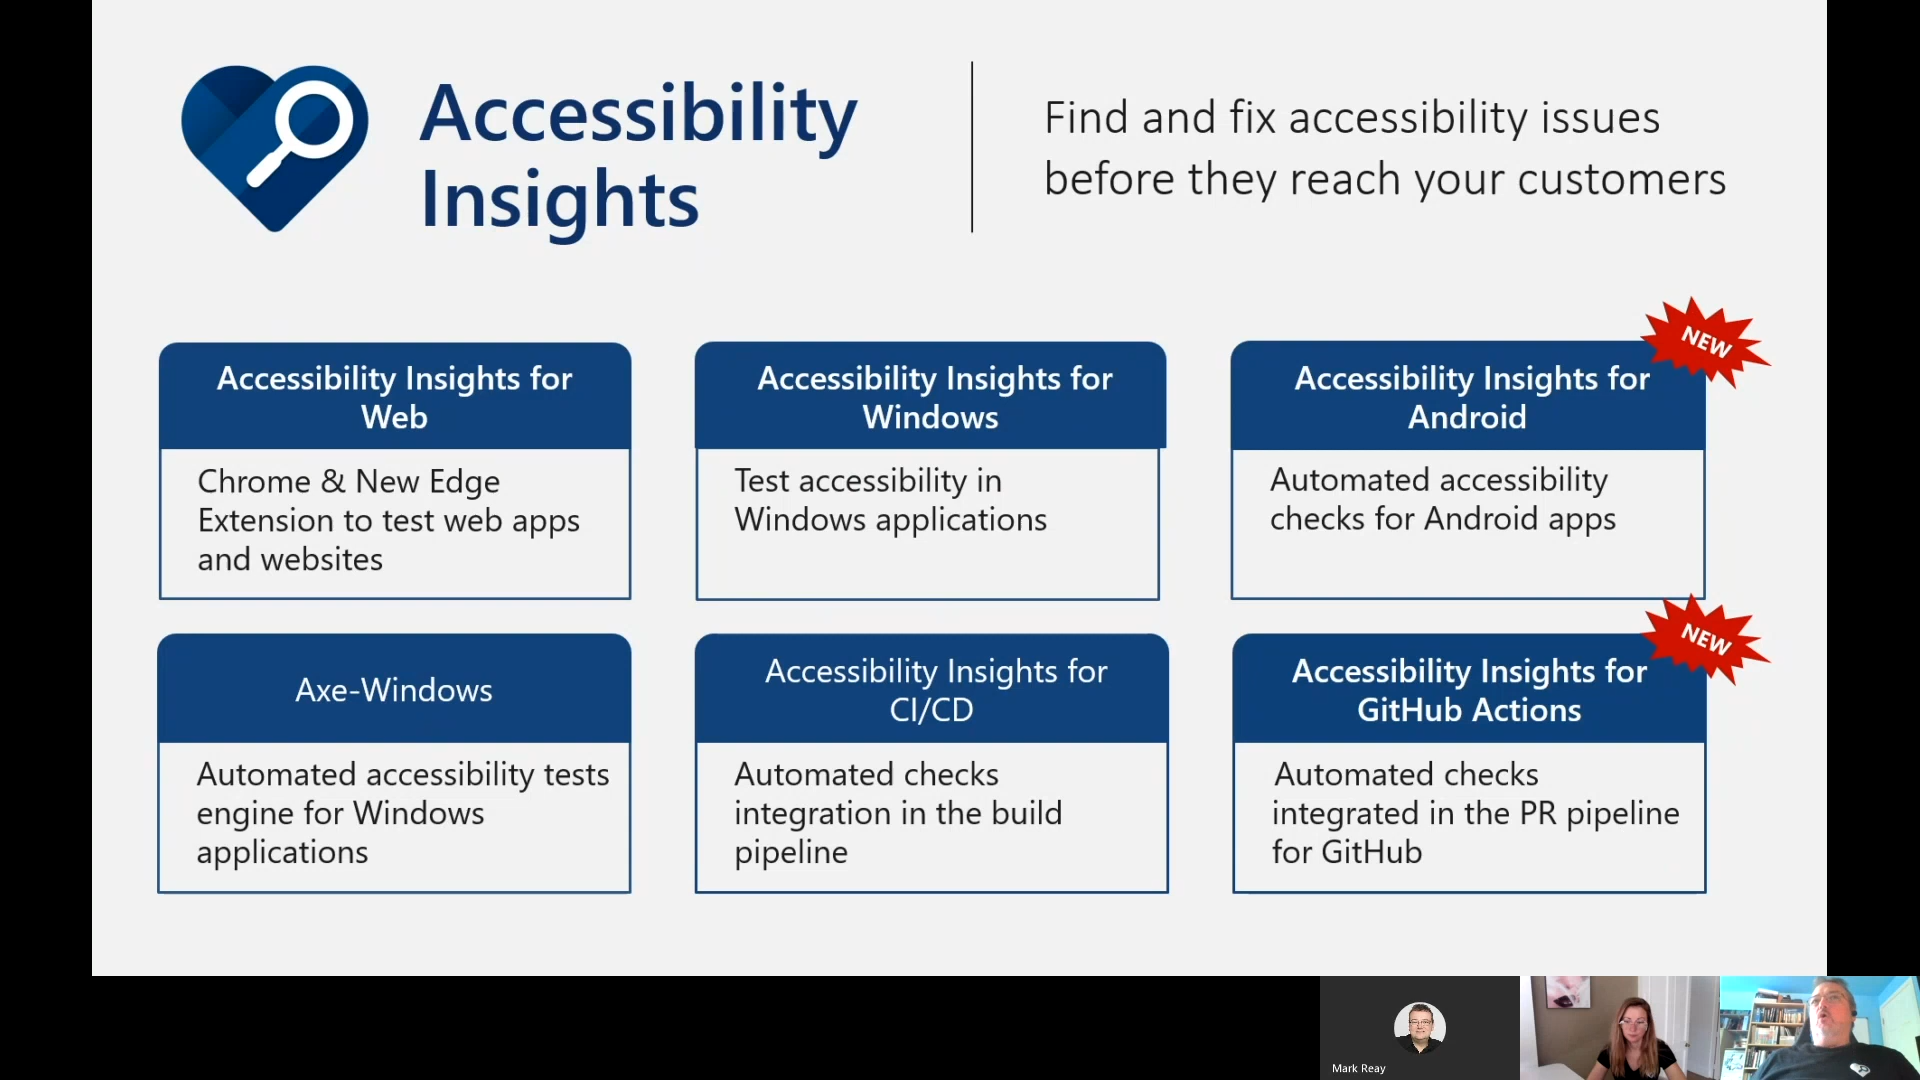 Accessibility
Insights
Find and fix accessibility issues
before they reach your customers
Accessibility Insights for
Web
Chrome & New Edge
Extension to test web apps
and websites
Accessibility Insights for
Windows
Test accessibility in
Windows applications
NEW
Accessibility Insights for
Android
Automated accessibility
checks for Android apps
Axe-Windows
Automated accessibility tests
engine for Windows
applications
Accessibility Insights for
CI/CD
Automated checks
integration in the build
pipeline
NEW
Accessibility Insights for
GitHub Actions
Automated checks
integrated in the PR pipeline
for GitHub
Mark Reay